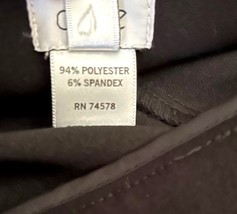 94% POLYESTER
6% SPANDEX
RN 74578